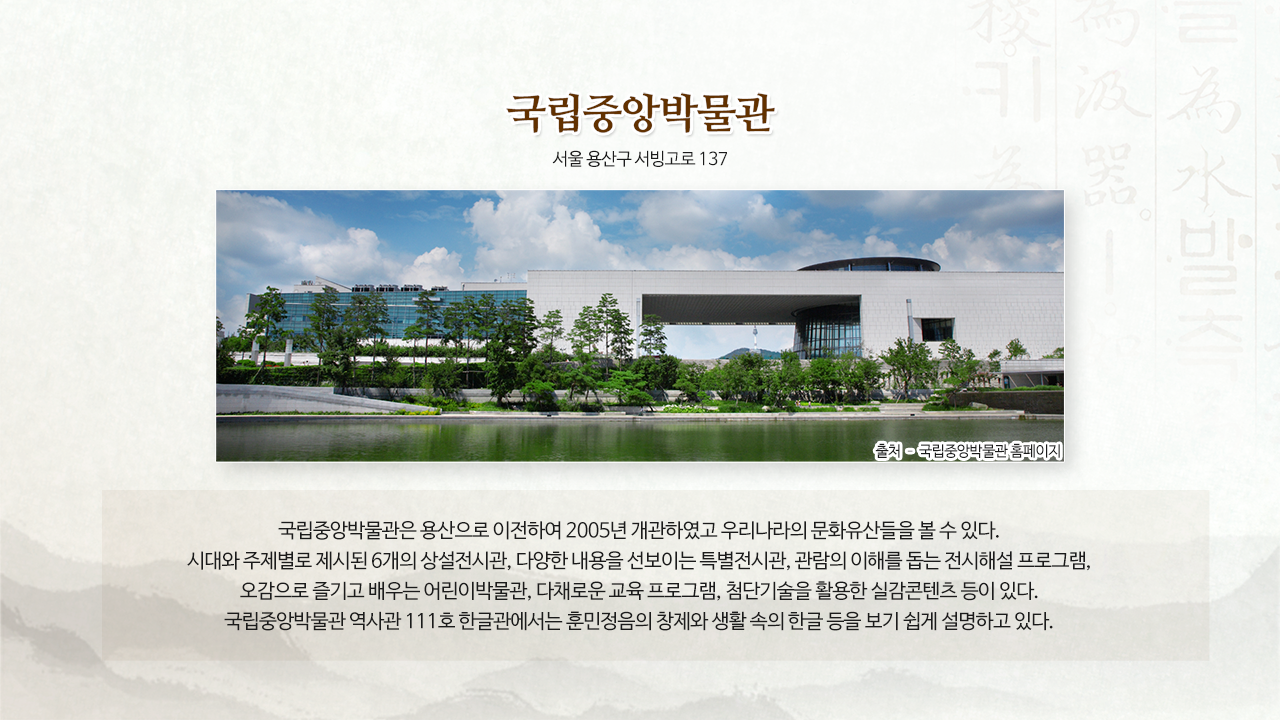 국립중앙박물관
서울 용산구 서빙고로 137
출처 - 국립중앙박물관 홈페이지
국립중앙박물관은 용산으로 이전하여 2005년 개관하였고 우리나라의 문화유산들을 볼 수 있다.
시대와 주제별로 제시된 6개의 상설전시관, 다양한 내용을 선보이는 특별전시관, 관람의 이해를 돕는 전시해설 프로그램,
오감으로 즐기고 배우는 어린이박물관, 다채로운 교육 프로그램, 첨단기술을 활용한 실감콘텐츠 등이 있다.
국립중앙박물관 역사관 111호 한글관에서는 훈민정음의 창제와 생활 속의 한글 등을 보기 쉽게 설명하고 있다.